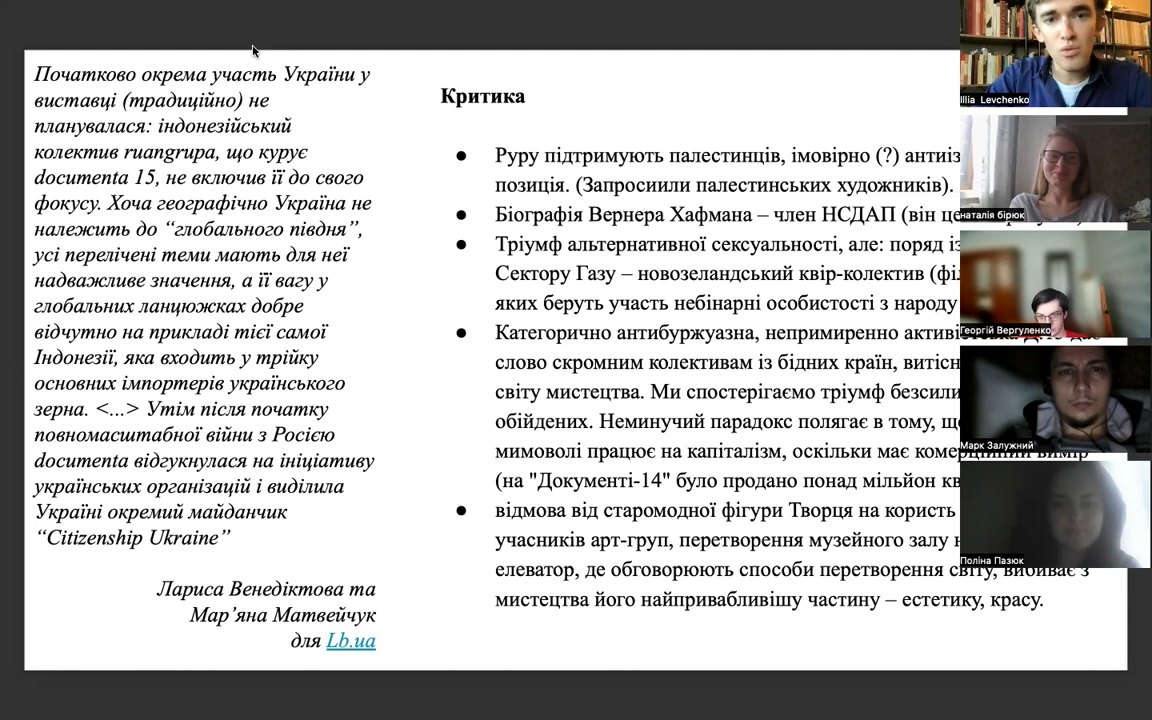 Початково окрема участь України у
виставці (традиційно) не
планувалася: індонезійський
колектив ruangrupa, що курує
documenta 15, не включив її до свого
фокусу. Хоча географічно Україна не
належить до “глобального півдня”,
усі перелічені теми мають для неї
надважливе значення, а її вагу у
глобальних ланцюжках добре
відчутно на прикладі тієї самої
Індонезії, яка входить у трійку
основних імпортерів українського
зерна. <...> Утім після початку
повномасштабної війни з Росією
documenta відгукнулася на ініціативу
українських організацій і виділила
Україні окремий майданчик
“Citizenship Ukraine”
Лариса Венедіктова та
Мар’яна Матвейчук
для Lb.ua
Критика
● Руру підтримують палестинців, імовірно (?) антиіз
позиція. (Запросиили палестинських художників).
● Біографія Вернера Хафмана – член НСДАП (він це
● Тріумф альтернативної сексуальності, але: поряд із
Сектору Газу – новозеландський квір-колектив (філ
яких беруть участь небінарні особистості з народу
● Категорично антибуржуазна, непримиренно активі
слово скромним колективам із бідних країн, витісн
світу мистецтва. Ми спостерігаємо тріумф безсили
обійдених. Неминучий парадокс полягає в тому, що
мимоволі працює на капіталізм, оскільки має комерційний вимір
(на "Документі-14" було продано понад мільйон кв
● відмова від старомодної фігури Творця на користь
учасників арт-груп, перетворення музейного залу н
елеватор, де обговорюють способи перетворення світу, вибиває з
мистецтва його найпривабливішу частину – естетику, красу.
Illia Levchenko
наталія бірюк
Георгій Вергуленко
Марк Залужний
Поліна Пазюк